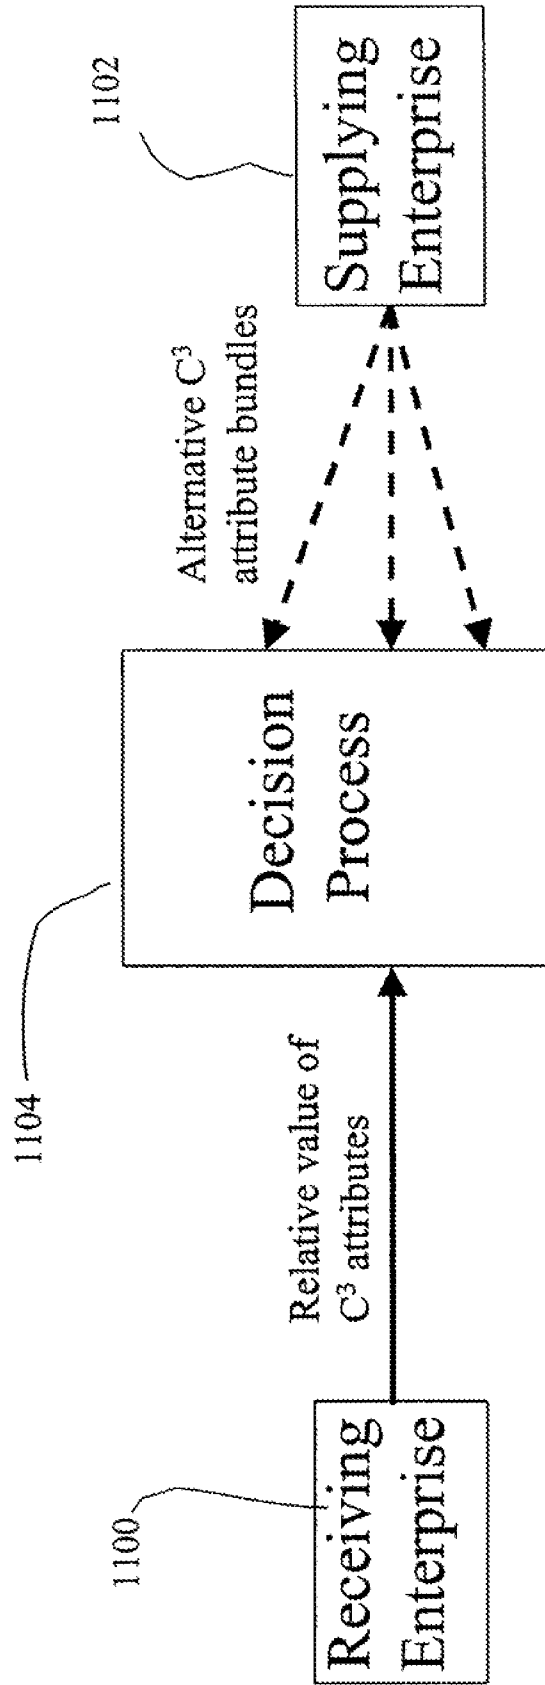 1100
Receiving
Enterprise
Relative value of
C³ attributes
1104
Decision
Process
Alternative C³
attribute bundles
1102
Supplying
Enterprise